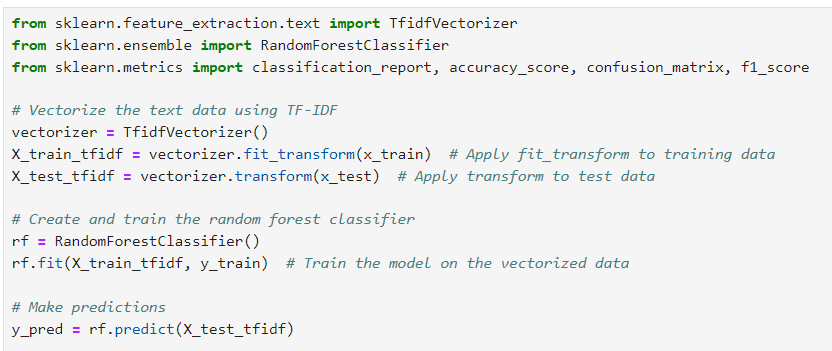 from sklearn.feature_extraction.text import TfidfVectorizer
from sklearn.ensemble import RandomForestClassifier
from sklearn.metrics import classification_report, accuracy_score, confusion_matrix, f1_score
# Vectorize the text data using TF-IDF
vectorizer = TfidfVectorizer()
X_train_tfidf = vectorizer.fit_transform(x_train)  # Apply fit_transform to training data
X_test_tfidf = vectorizer.transform(x_test)  # Apply transform to test data
# Create and train the random forest classifier
rf = RandomForestClassifier()
rf.fit(X_train_tfidf, y_train)  # Train the model on the vectorized data
# Make predictions
y_pred = rf.predict(X_test_tfidf)